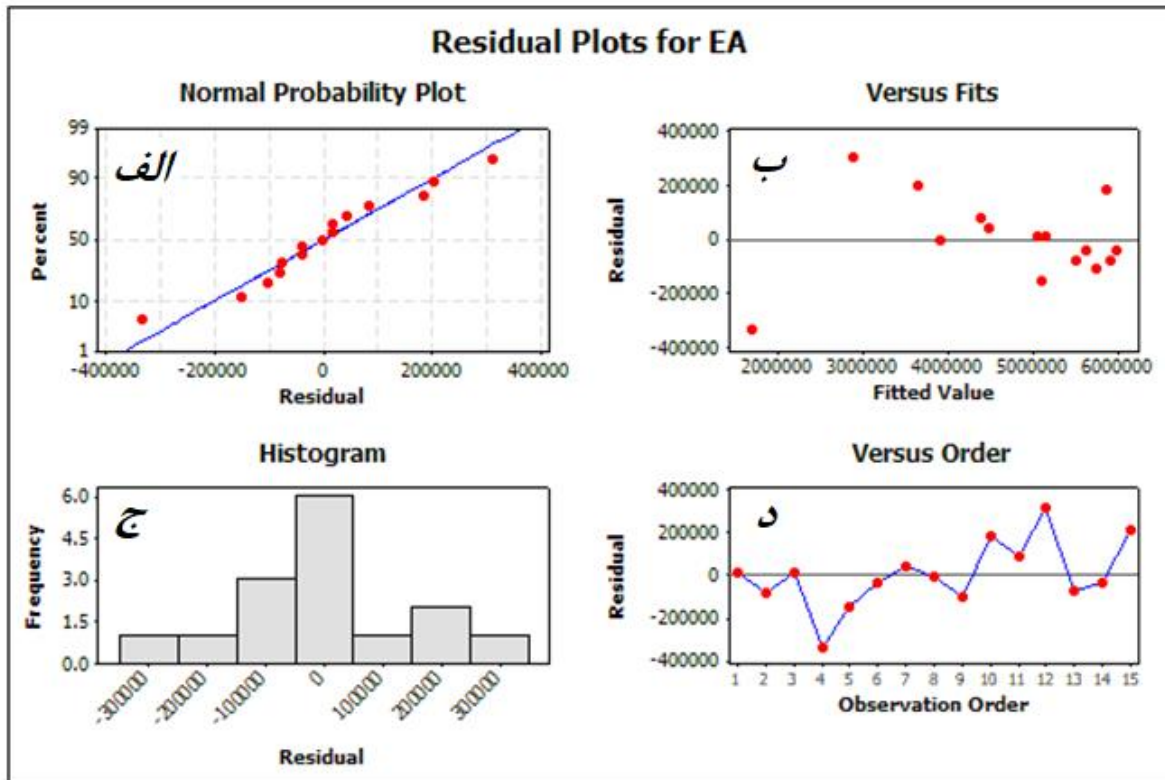 Residual Plots for EA
Normal Probability Plot
الف
Percent
99
90
50
10
1
-400000 -200000 0 200000 400000
Residual
Versus Fits
ب
Residual
400000
200000
0
-200000
-400000
2000000 3000000 4000000 5000000 6000000
Fitted Value
Histogram
ج
Frequency
6.0
4.5
3.0
1.5
0.0
-300000 -200000 -100000 0 100000 200000 300000
Residual
Versus Order
د
Residual
400000
200000
0
-200000
-400000
1 2 3 4 5 6 7 8 9 10 11 12 13 14 15
Observation Order